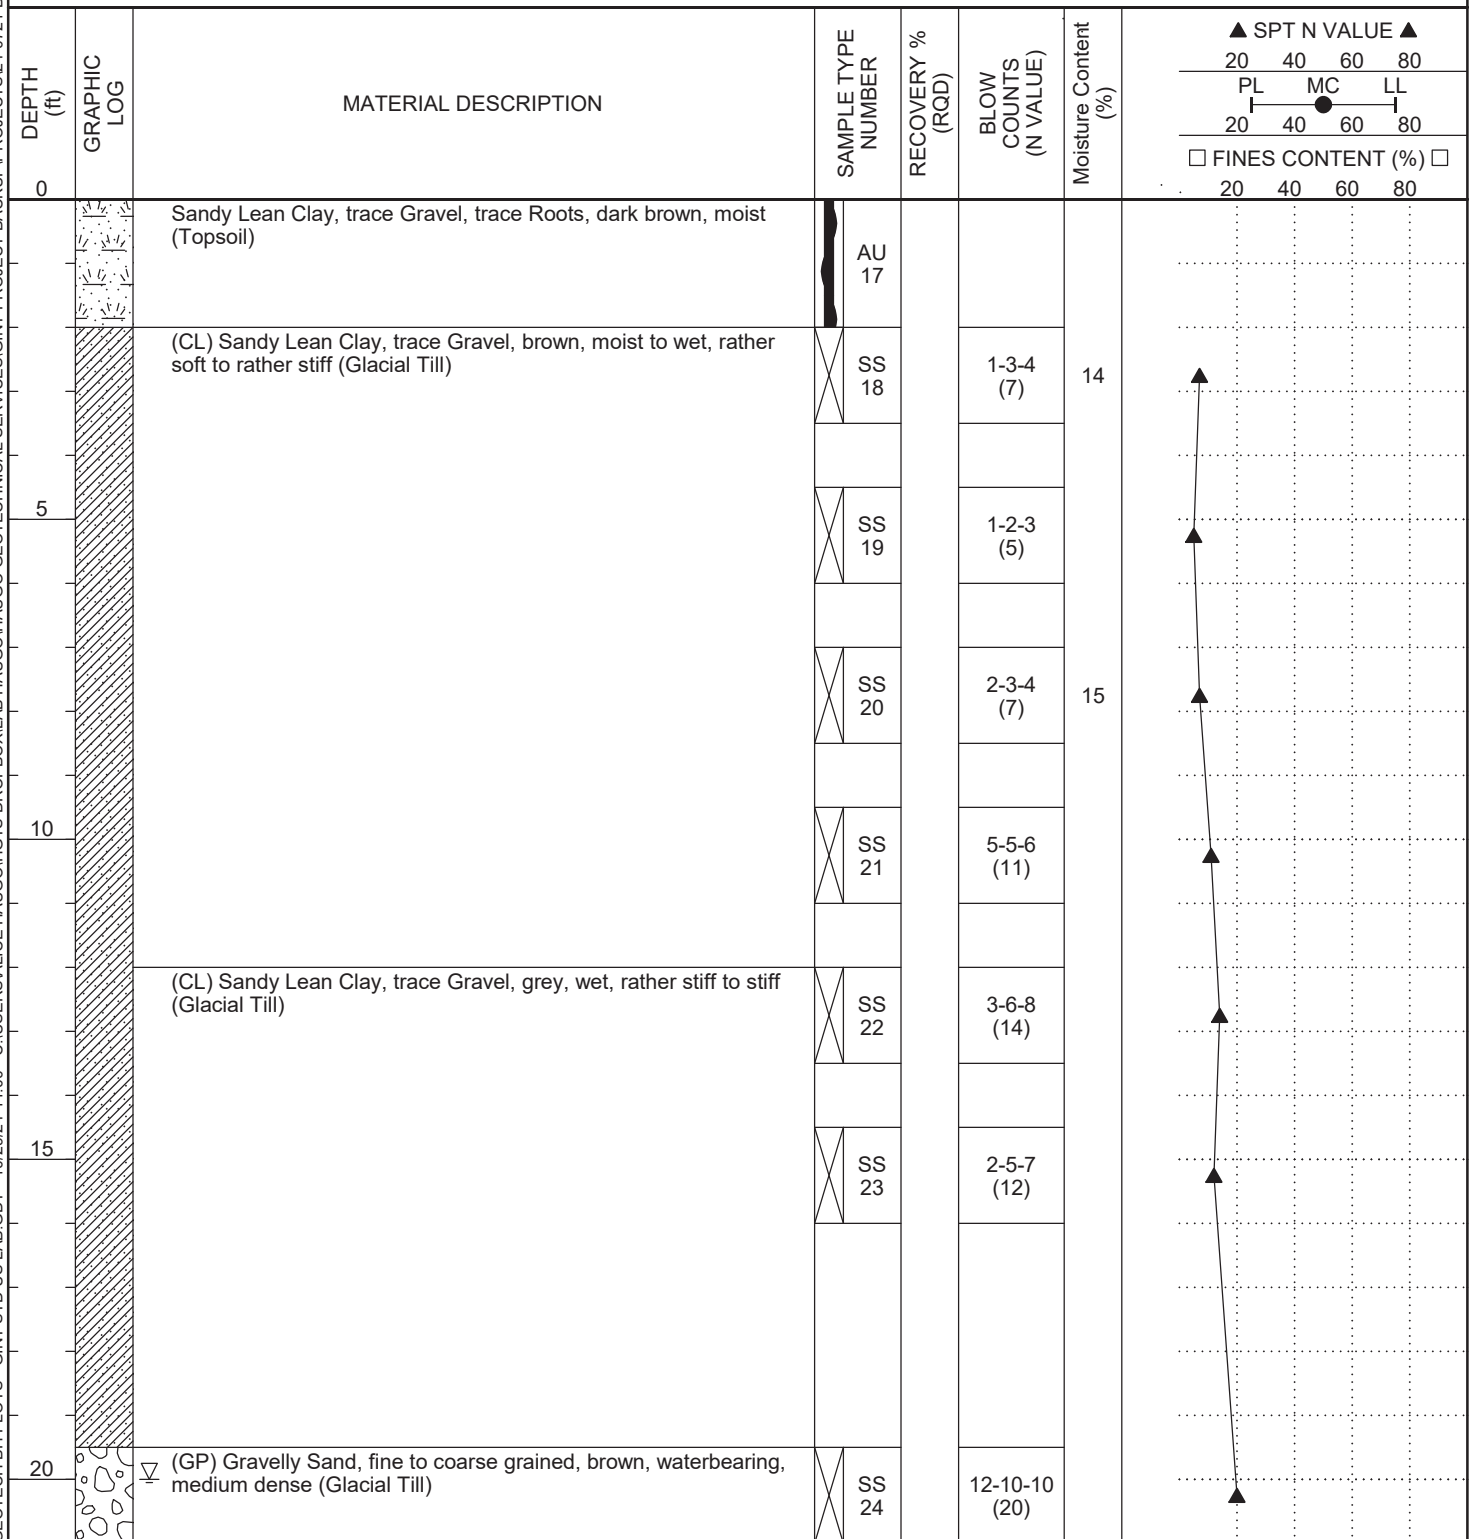 DEPTH
(ft)
GRAPHIC
LOG
MATERIAL DESCRIPTION
SAMPLE TYPE
NUMBER
RECOVERY %
(RQD)
BLOW
COUNTS
(N VALUE)
Moisture Content
(%)
▲ SPT N VALUE ▲
20 40 60 80
PL MC LL
20 40 60 80
□ FINES CONTENT (%) □
20 40 60 80
0
Sandy Lean Clay, trace Gravel, trace Roots, dark brown, moist
(Topsoil)
AU
17
(CL) Sandy Lean Clay, trace Gravel, brown, moist to wet, rather
soft to rather stiff (Glacial Till)
SS
18
1-3-4
(7)
14
5
SS
19
1-2-3
(5)
SS
20
2-3-4
(7)
15
10
SS
21
5-5-6
(11)
(CL) Sandy Lean Clay, trace Gravel, grey, wet, rather stiff to stiff
(Glacial Till)
SS
22
3-6-8
(14)
15
SS
23
2-5-7
(12)
20
(GP) Gravelly Sand, fine to coarse grained, brown, waterbearing,
medium dense (Glacial Till)
SS
24
12-10-10
(20)